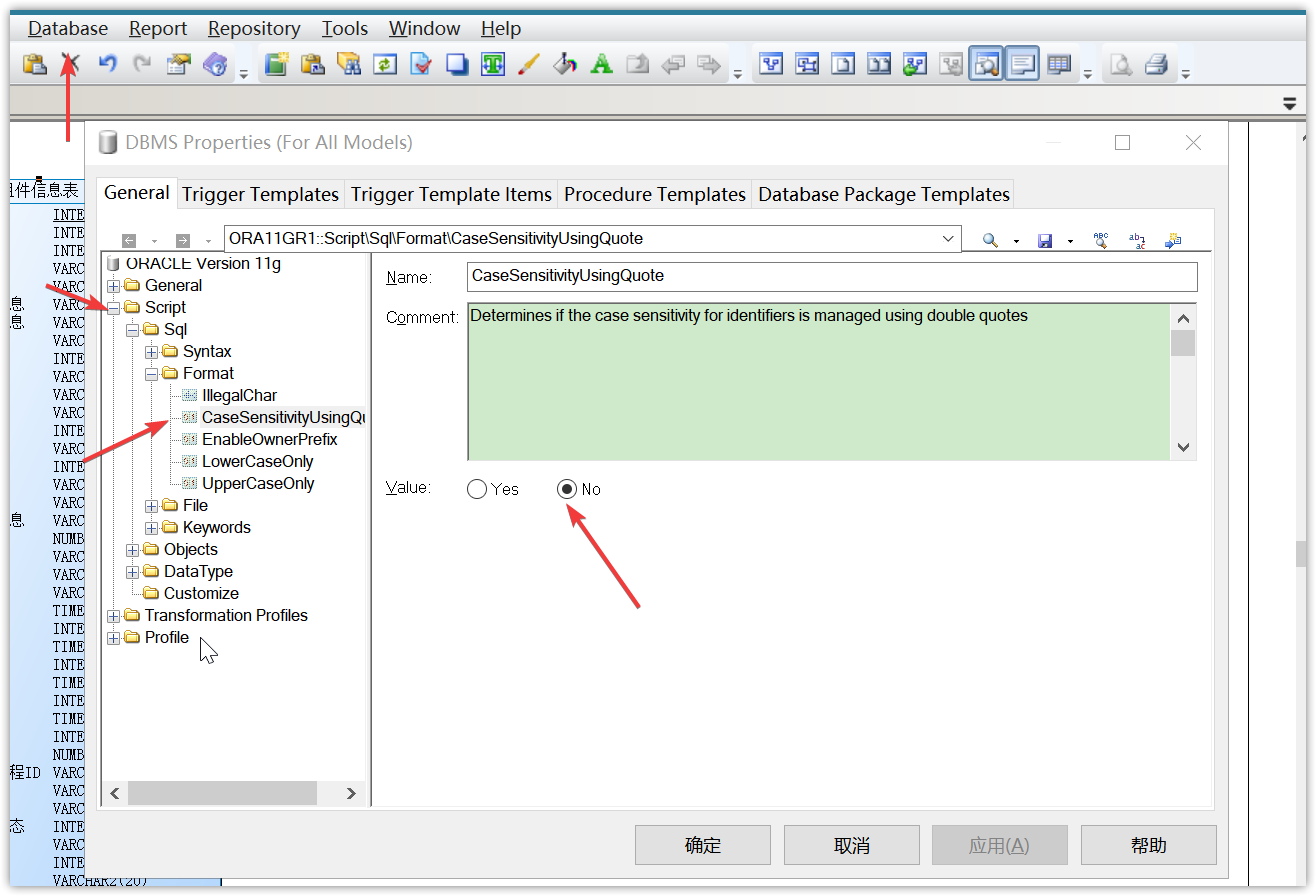 Database Report Repository Tools Window Help
DBMS Properties (For All Models)
General Trigger Templates Trigger Template Items Procedure Templates Database Package Templates
ORA11GR1::Script\Sql\Format\CaseSensitivityUsingQuote
ORACLE Version 11g
General
Script
Sql
Syntax
Format
IllegalChar
CaseSensitivityUsingQu
EnableOwnerPrefix
LowerCaseOnly
UpperCaseOnly
File
Keywords
Objects
DataType
Customize
Transformation Profiles
Profile
Name: CaseSensitivityUsingQuote
Comment: Determines if the case sensitivity for identifiers is managed using double quotes
Value: Yes No
确定 取消 应用(A) 帮助
件信息表
INTE
INTE
INTE
VARC
VARC
息 VARC
息 VARC
VARC
INTE
VARC
VARC
VARC
INTE
VARC
INTE
VARC
VARC
息 VARC
NUMB
VARC
VARC
VARC
TIME
INTE
TIME
INTE
TIME
INTE
TIME
INTE
NUMB
程ID VARC
VARC
VARC
态 INTE
VARC
INTE
VARCHAR2(20)